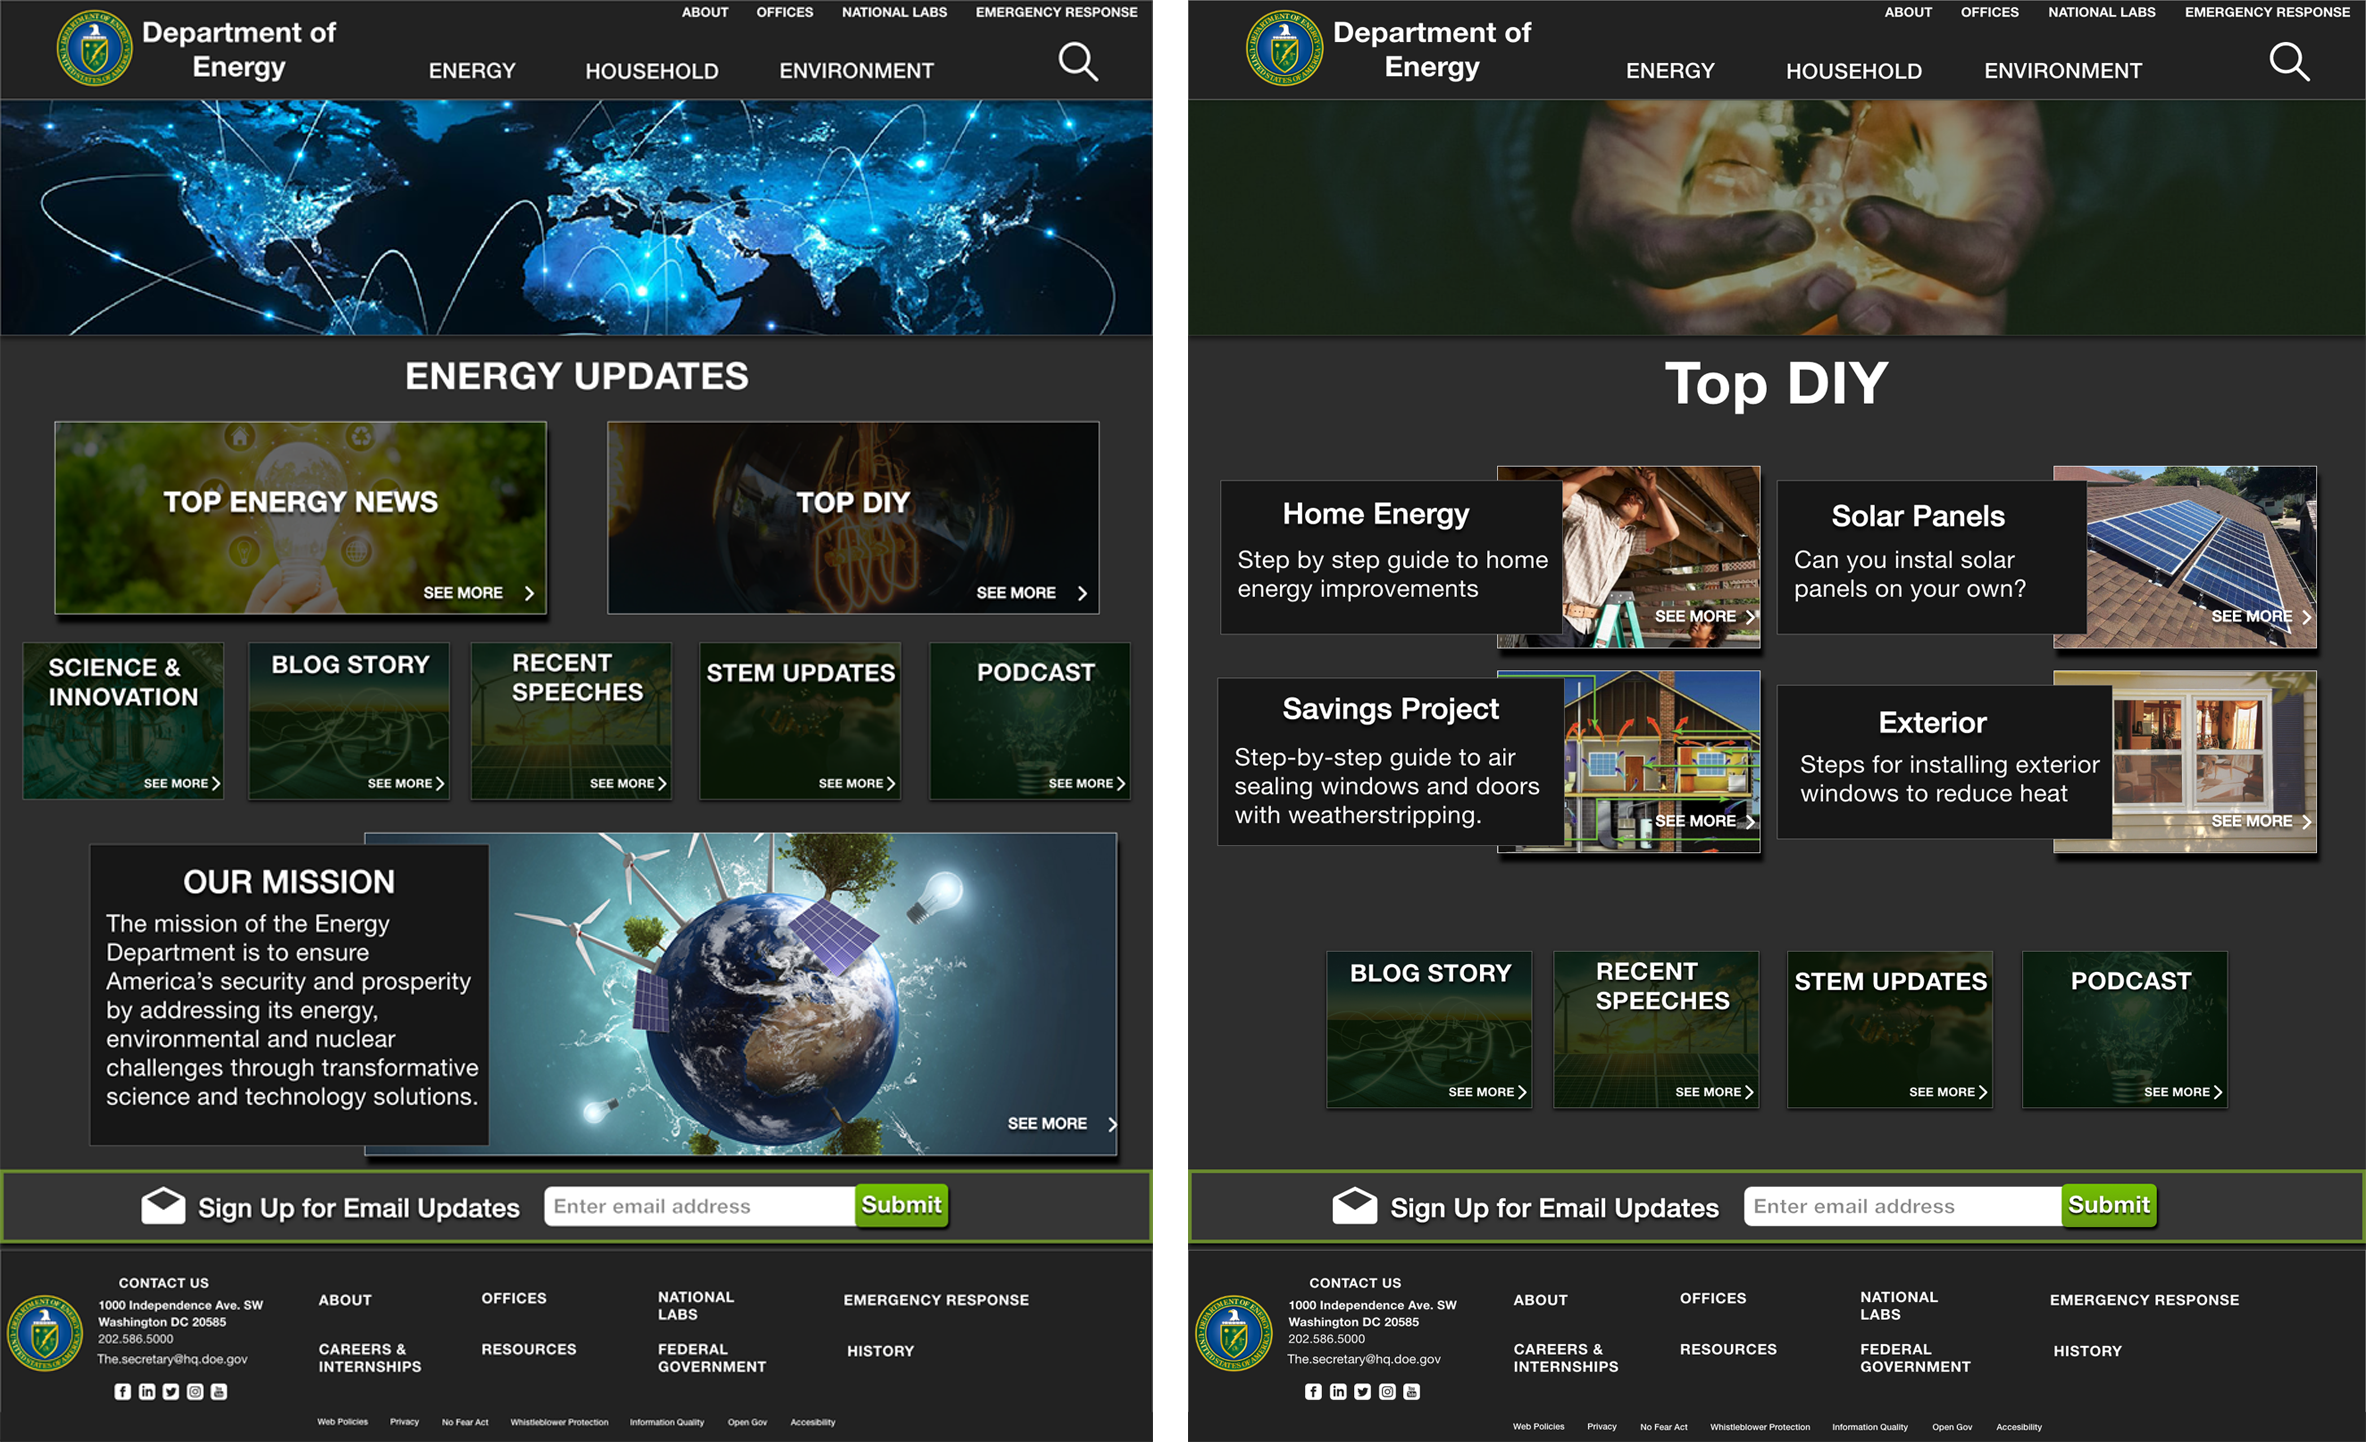 ABOUT OFFICES NATIONAL LABS EMERGENCY RESPONSE
Department of
Energy
ENERGY HOUSEHOLD ENVIRONMENT
ENERGY UPDATES
TOP ENERGY NEWS
SEE MORE
TOP DIY
SEE MORE
SCIENCE &
INNOVATION
SEE MORE
BLOG STORY
SEE MORE
RECENT
SPEECHES
SEE MORE
STEM UPDATES
SEE MORE
PODCAST
SEE MORE
OUR MISSION
The mission of the Energy
Department is to ensure
America's security and prosperity
by addressing its energy,
environmental and nuclear
challenges through transformative
science and technology solutions.
SEE MORE
Sign Up for Email Updates
Enter email address
Submit
CONTACT US
1000 Independence Ave. SW
Washington DC 20585
202.586.5000
The.secretary@hq.doe.gov
ABOUT
OFFICES
NATIONAL
LABS
EMERGENCY RESPONSE
CAREERS &
INTERNSHIPS
RESOURCES
FEDERAL
GOVERNMENT
HISTORY
Web Policies Privacy No Fear Act Whistleblower Protection Information Quality Open Gov Accesibility
ABOUT OFFICES NATIONAL LABS EMERGENCY RESPONSE
Department of
Energy
ENERGY HOUSEHOLD ENVIRONMENT
Top DIY
Home Energy
Step by step guide to home
energy improvements
SEE MORE
Solar Panels
Can you instal solar
panels on your own?
SEE MORE
Savings Project
Step-by-step guide to air
sealing windows and doors
with weatherstripping.
SEE MORE
Exterior
Steps for installing exterior
windows to reduce heat
SEE MORE
BLOG STORY
SEE MORE
RECENT
SPEECHES
SEE MORE
STEM UPDATES
SEE MORE
PODCAST
SEE MORE
Sign Up for Email Updates
Enter email address
Submit
CONTACT US
1000 Independence Ave. SW
Washington DC 20585
202.586.5000
The.secretary@hq.doe.gov
ABOUT
OFFICES
NATIONAL
LABS
EMERGENCY RESPONSE
CAREERS &
INTERNSHIPS
RESOURCES
FEDERAL
GOVERNMENT
HISTORY
Web Policies Privacy No Fear Act Whistleblower Protection Information Quality Open Gov Accesibility